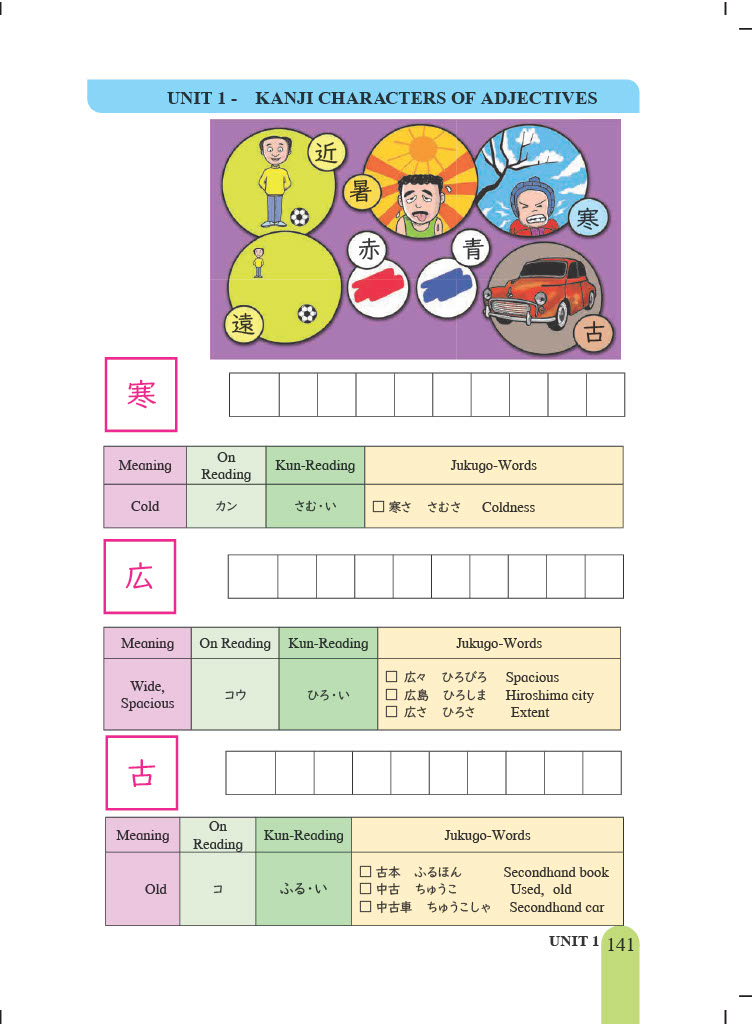 UNIT 1 - KANJI CHARACTERS OF ADJECTIVES
近
暑
寒
赤
青
遠
古
寒
Meaning On Reading Kun-Reading Jukugo-Words
Cold カン さむ・い □ 寒さ さむさ Coldness
広
Meaning On Reading Kun-Reading Jukugo-Words
Wide, Spacious コウ ひろ・い
□ 広々 ひろびろ Spacious
□ 広島 ひろしま Hiroshima city
□ 広さ ひろさ Extent
古
Meaning On Reading Kun-Reading Jukugo-Words
Old コ ふる・い
□ 古本 ふるほん Secondhand book
□ 中古 ちゅうこ Used, old
□ 中古車 ちゅうこしゃ Secondhand car
UNIT 1 141